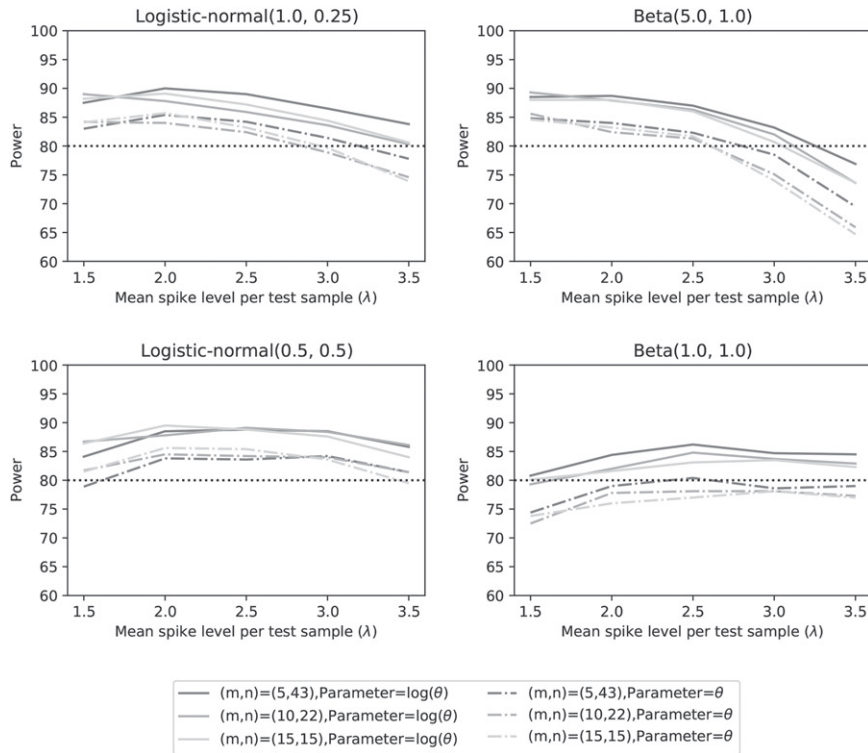 Logistic-normal(1.0, 0.25)
100
95
90
85
80
75
70
65
60
Power
1.5 2.0 2.5 3.0 3.5
Mean spike level per test sample (λ)
Beta(5.0, 1.0)
100
95
90
85
80
75
70
65
60
Power
1.5 2.0 2.5 3.0 3.5
Mean spike level per test sample (λ)
Logistic-normal(0.5, 0.5)
100
95
90
85
80
75
70
65
60
Power
1.5 2.0 2.5 3.0 3.5
Mean spike level per test sample (λ)
Beta(1.0, 1.0)
100
95
90
85
80
75
70
65
60
Power
1.5 2.0 2.5 3.0 3.5
Mean spike level per test sample (λ)
(m,n)=(5,43),Parameter=log(θ)
(m,n)=(10,22),Parameter=log(θ)
(m,n)=(15,15),Parameter=log(θ)
(m,n)=(5,43),Parameter=θ
(m,n)=(10,22),Parameter=θ
(m,n)=(15,15),Parameter=θ